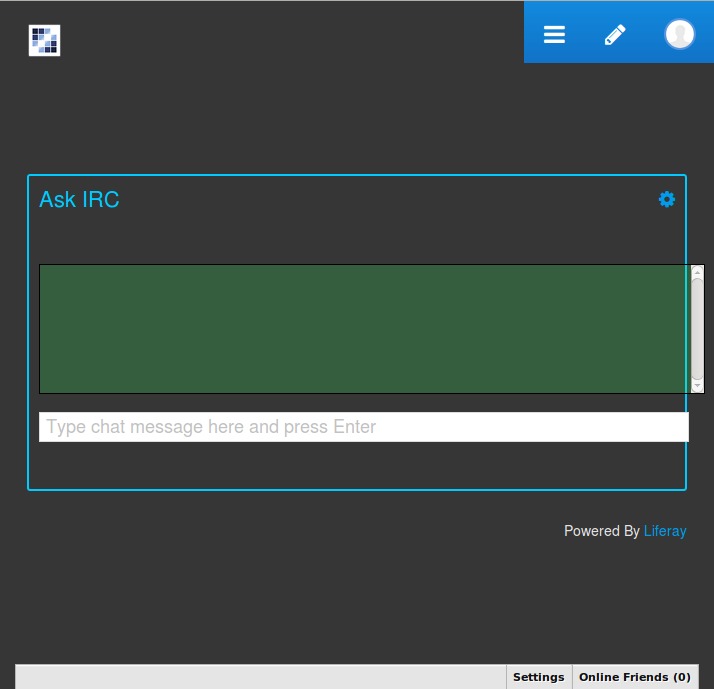 Ask IRC
Type chat message here and press Enter
Powered By Liferay
Settings
Online Friends (0)